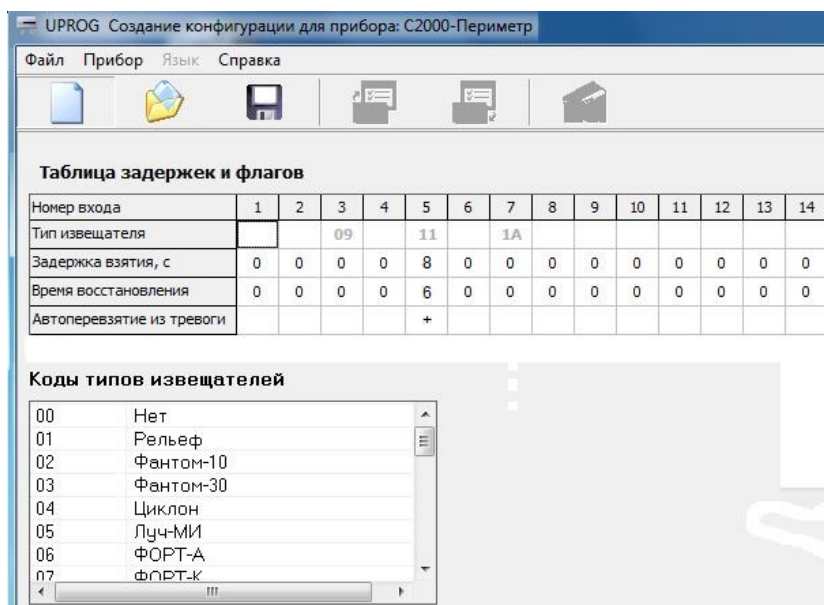 UPROG Создание конфигурации для прибора: С2000-Периметр
Файл Прибор Язык Справка
Таблица задержек и флагов
Номер входа 1 2 3 4 5 6 7 8 9 10 11 12 13 14
Тип извещателя 09 11 1A
Задержка взятия, с 0 0 0 0 8 0 0 0 0 0 0 0 0 0
Время восстановления 0 0 0 0 6 0 0 0 0 0 0 0 0 0
Автоперевзятие из тревоги +
Коды типов извещателей
00 Нет
01 Рельеф
02 Фантом-10
03 Фантом-30
04 Циклон
05 Луч-МИ
06 ФОРТ-А
07 ФОРТ-К